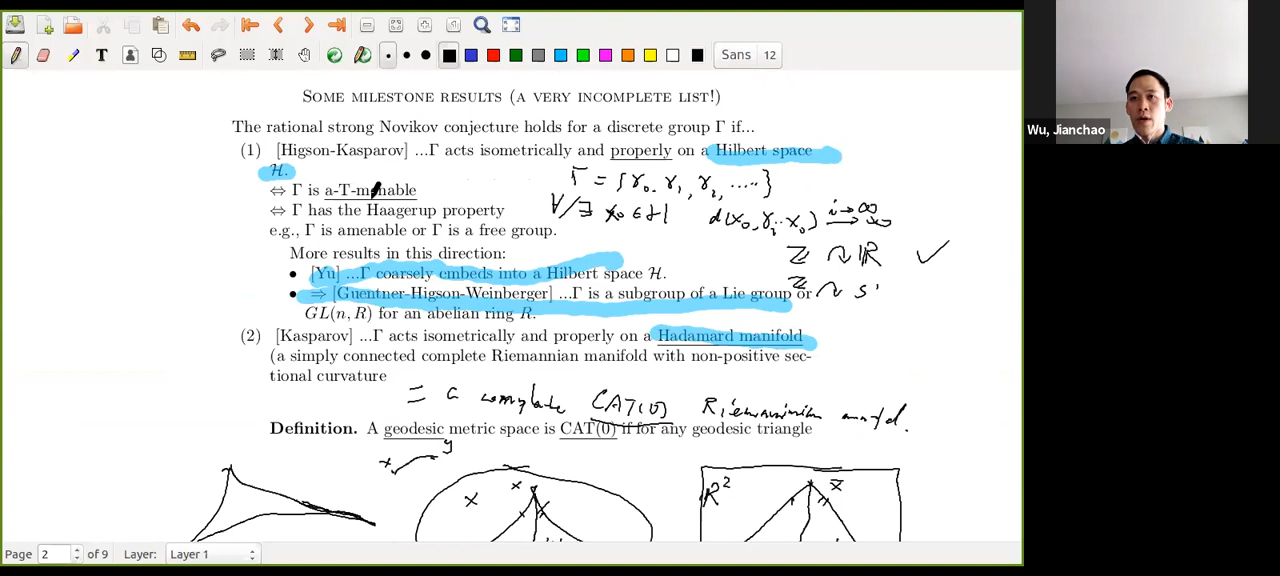 Sans 12
Wu, Jianchao
SOME MILESTONE RESULTS (A VERY INCOMPLETE LIST!)
The rational strong Novikov conjecture holds for a discrete group Γ if...
(1) [Higson-Kasparov] ...Γ acts isometrically and properly on a Hilbert space
ℋ.
Γ = {γ₀, γ₁, γ₂, .....}
⇔ Γ is a-T-menable
⇔ Γ has the Haagerup property
∀/∃ x₀ ∈ ℋ d(x₀, γᵢ · x₀) i→∞ → ∞
e.g., Γ is amenable or Γ is a free group.
More results in this direction:
ℤ ↷ ℝ ✓
• [Yu] ...Γ coarsely embeds into a Hilbert space ℋ.
• ⇒ [Guentner-Higson-Weinberger] ...Γ is a subgroup of a Lie group or
ℤ ↷ S¹
GL(n, R) for an abelian ring R.
(2) [Kasparov] ...Γ acts isometrically and properly on a Hadamard manifold
(a simply connected complete Riemannian manifold with non-positive sec-
tional curvature
= a complete CAT(0) Riemannian manifold.
Definition. A geodesic metric space is CAT(0) if for any geodesic triangle
x y
X x
R² x̄
Page 2 of 9 Layer: Layer 1